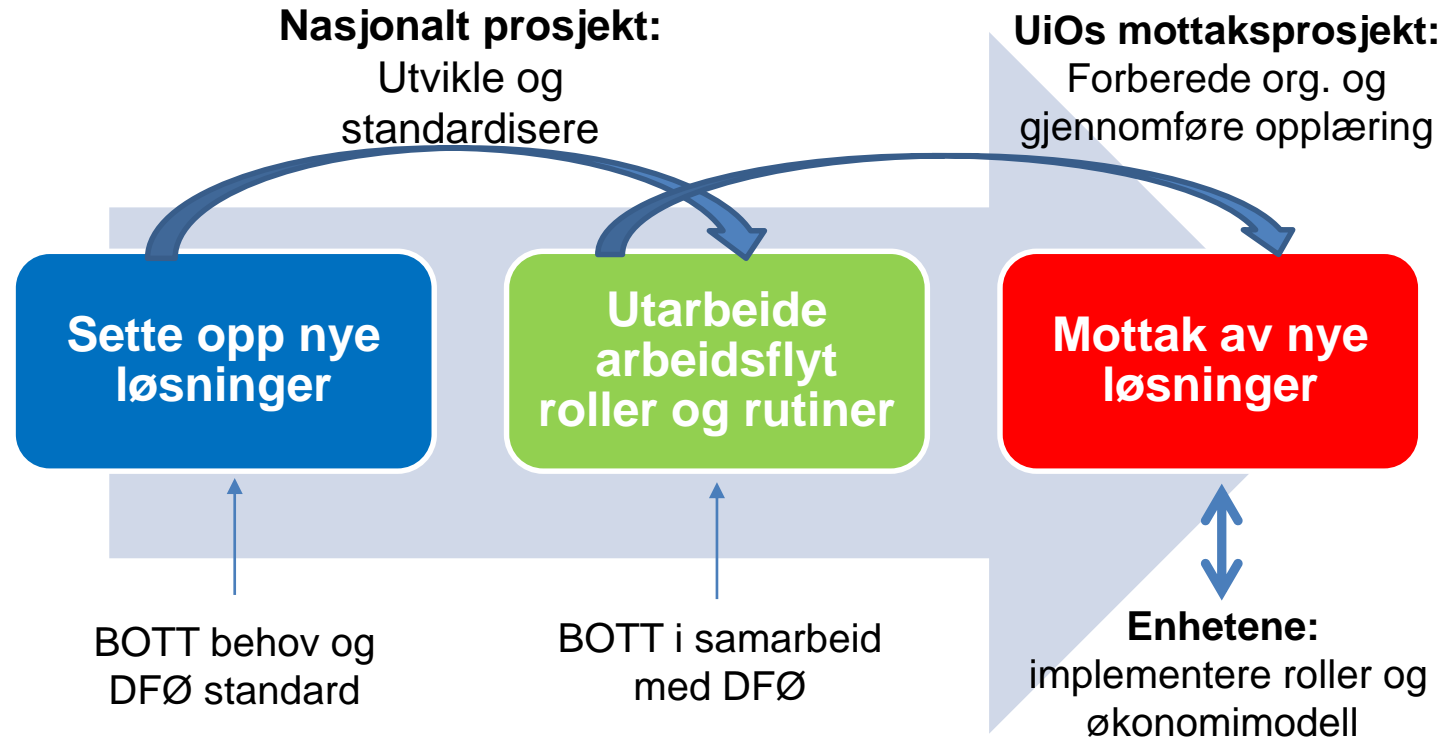 Nasjonalt prosjekt:
Utvikle og
standardisere
UiOs mottaksprosjekt:
Forberede org. og
gjennomføre opplæring
Sette opp nye
løsninger
Utarbeide
arbeidsflyt
roller og rutiner
Mottak av nye
løsninger
BOTT behov og
DFØ standard
BOTT i samarbeid
med DFØ
Enhetene:
implementere roller og
økonomimodell